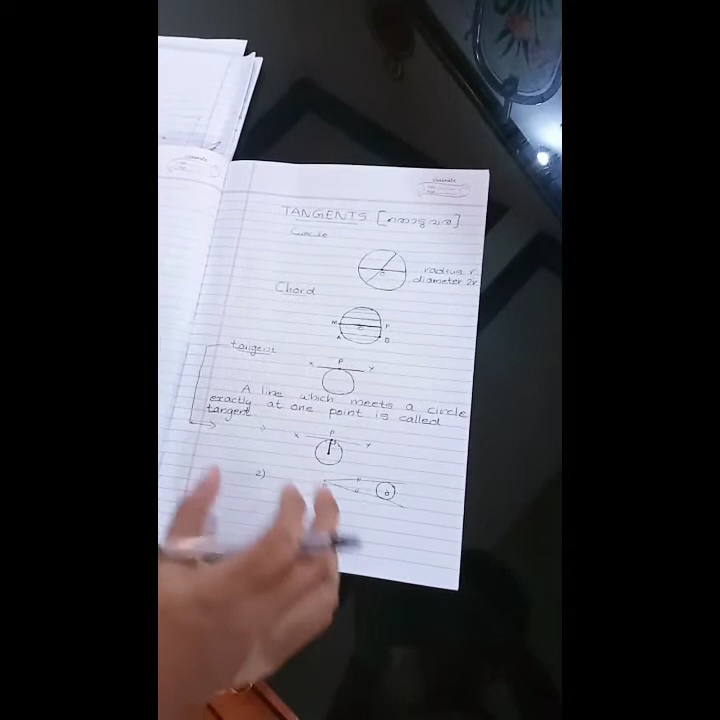 TANGENTS [തൊടുവര]
Circle
O
radius r
diameter 2r
Chord
M P
A B
tangent
P
X Y
A line which meets a circle
exactly at one point is called
tangent
1)
P
X Y
2)
P
O